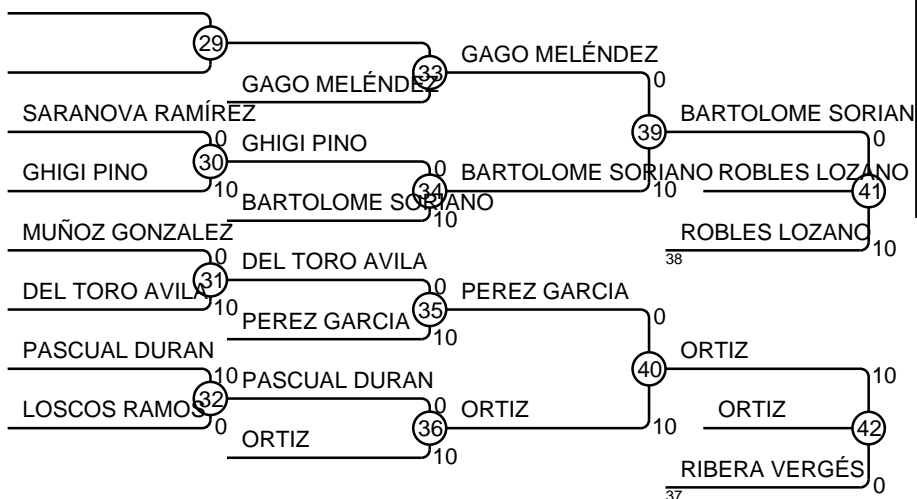 29
GAGO MELÉNDEZ
33
GAGO MELÉNDEZ
0
SARANOVA RAMÍREZ
39
BARTOLOME SORIAN
0
0
30
GHIGI PINO
0
GHIGI PINO
10
34
BARTOLOME SORIANO
10
ROBLES LOZANO
41
BARTOLOME SORIANO
10
MUÑOZ GONZALEZ
ROBLES LOZANO
10
38
0
31
DEL TORO AVILA
0
DEL TORO AVILA
10
35
PEREZ GARCIA
0
PEREZ GARCIA
10
PASCUAL DURAN
40
ORTIZ
10
10
32
PASCUAL DURAN
0
LOSCOS RAMOS
0
36
ORTIZ
10
ORTIZ
42
ORTIZ
10
RIBERA VERGÉS
0
37